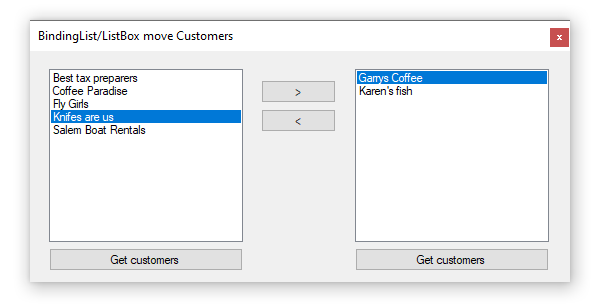 BindingList/ListBox move Customers
x
Best tax preparers
Coffee Paradise
Fly Girls
Knifes are us
Salem Boat Rentals
>
<
Garrys Coffee
Karen's fish
Get customers
Get customers